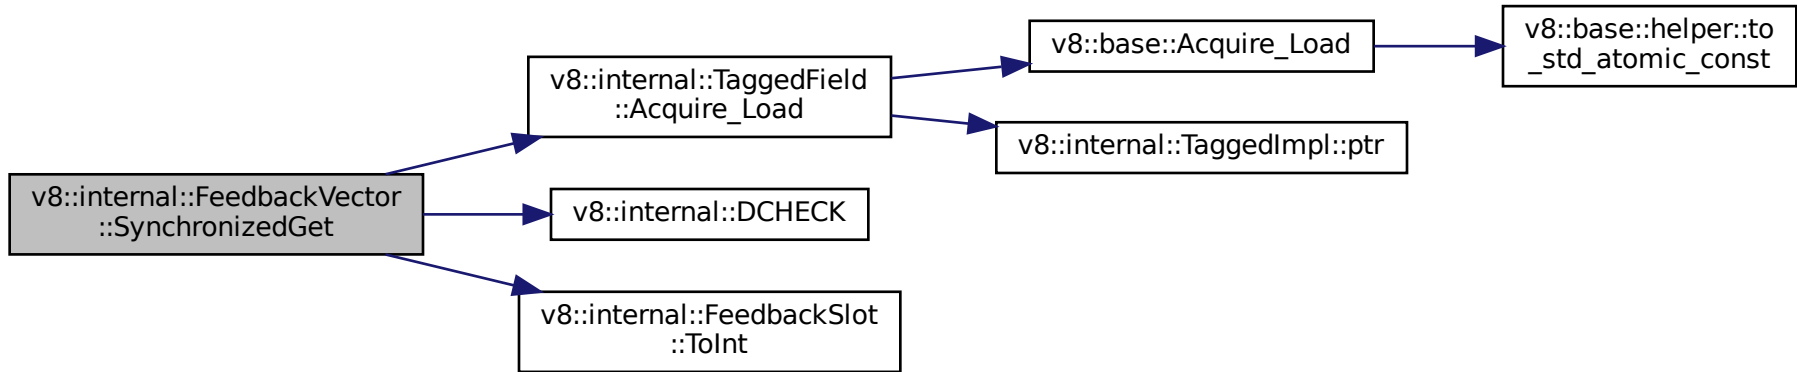 v8::internal::FeedbackVector
::SynchronizedGet
v8::internal::TaggedField
::Acquire_Load
v8::base::Acquire_Load
v8::base::helper::to
_std_atomic_const
v8::internal::TaggedImpl::ptr
v8::internal::DCHECK
v8::internal::FeedbackSlot
::ToInt